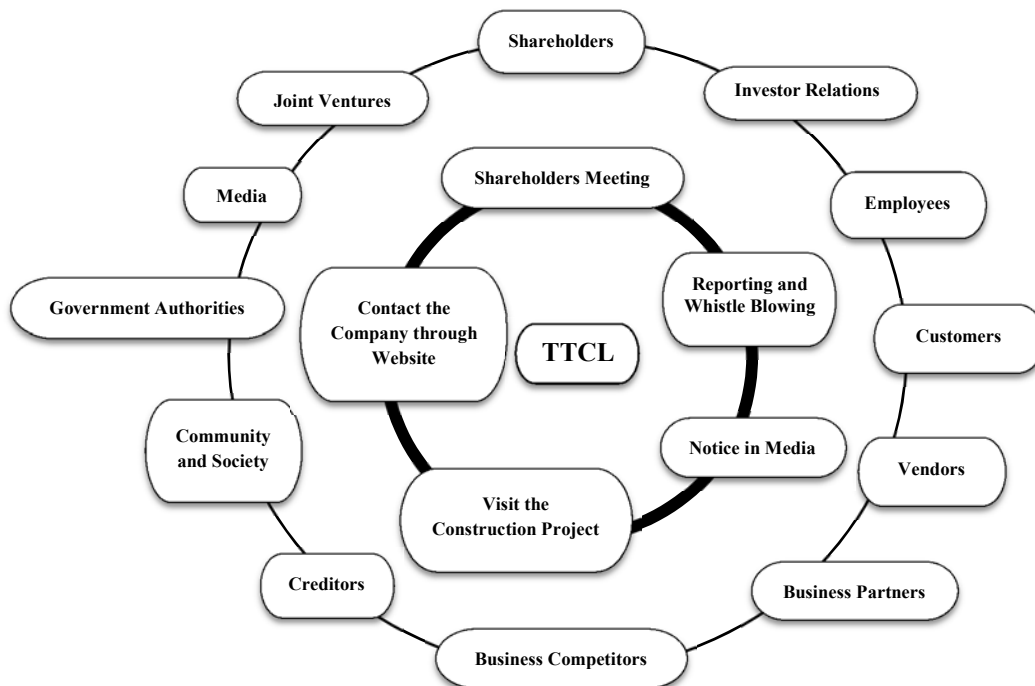 Shareholders
Joint Ventures
Investor Relations
Shareholders Meeting
Media
Employees
Reporting and
Whistle Blowing
Contact the
Company through
Website
Government Authorities
TTCL
Customers
Community
and Society
Notice in Media
Vendors
Visit the
Construction Project
Creditors
Business Partners
Business Competitors